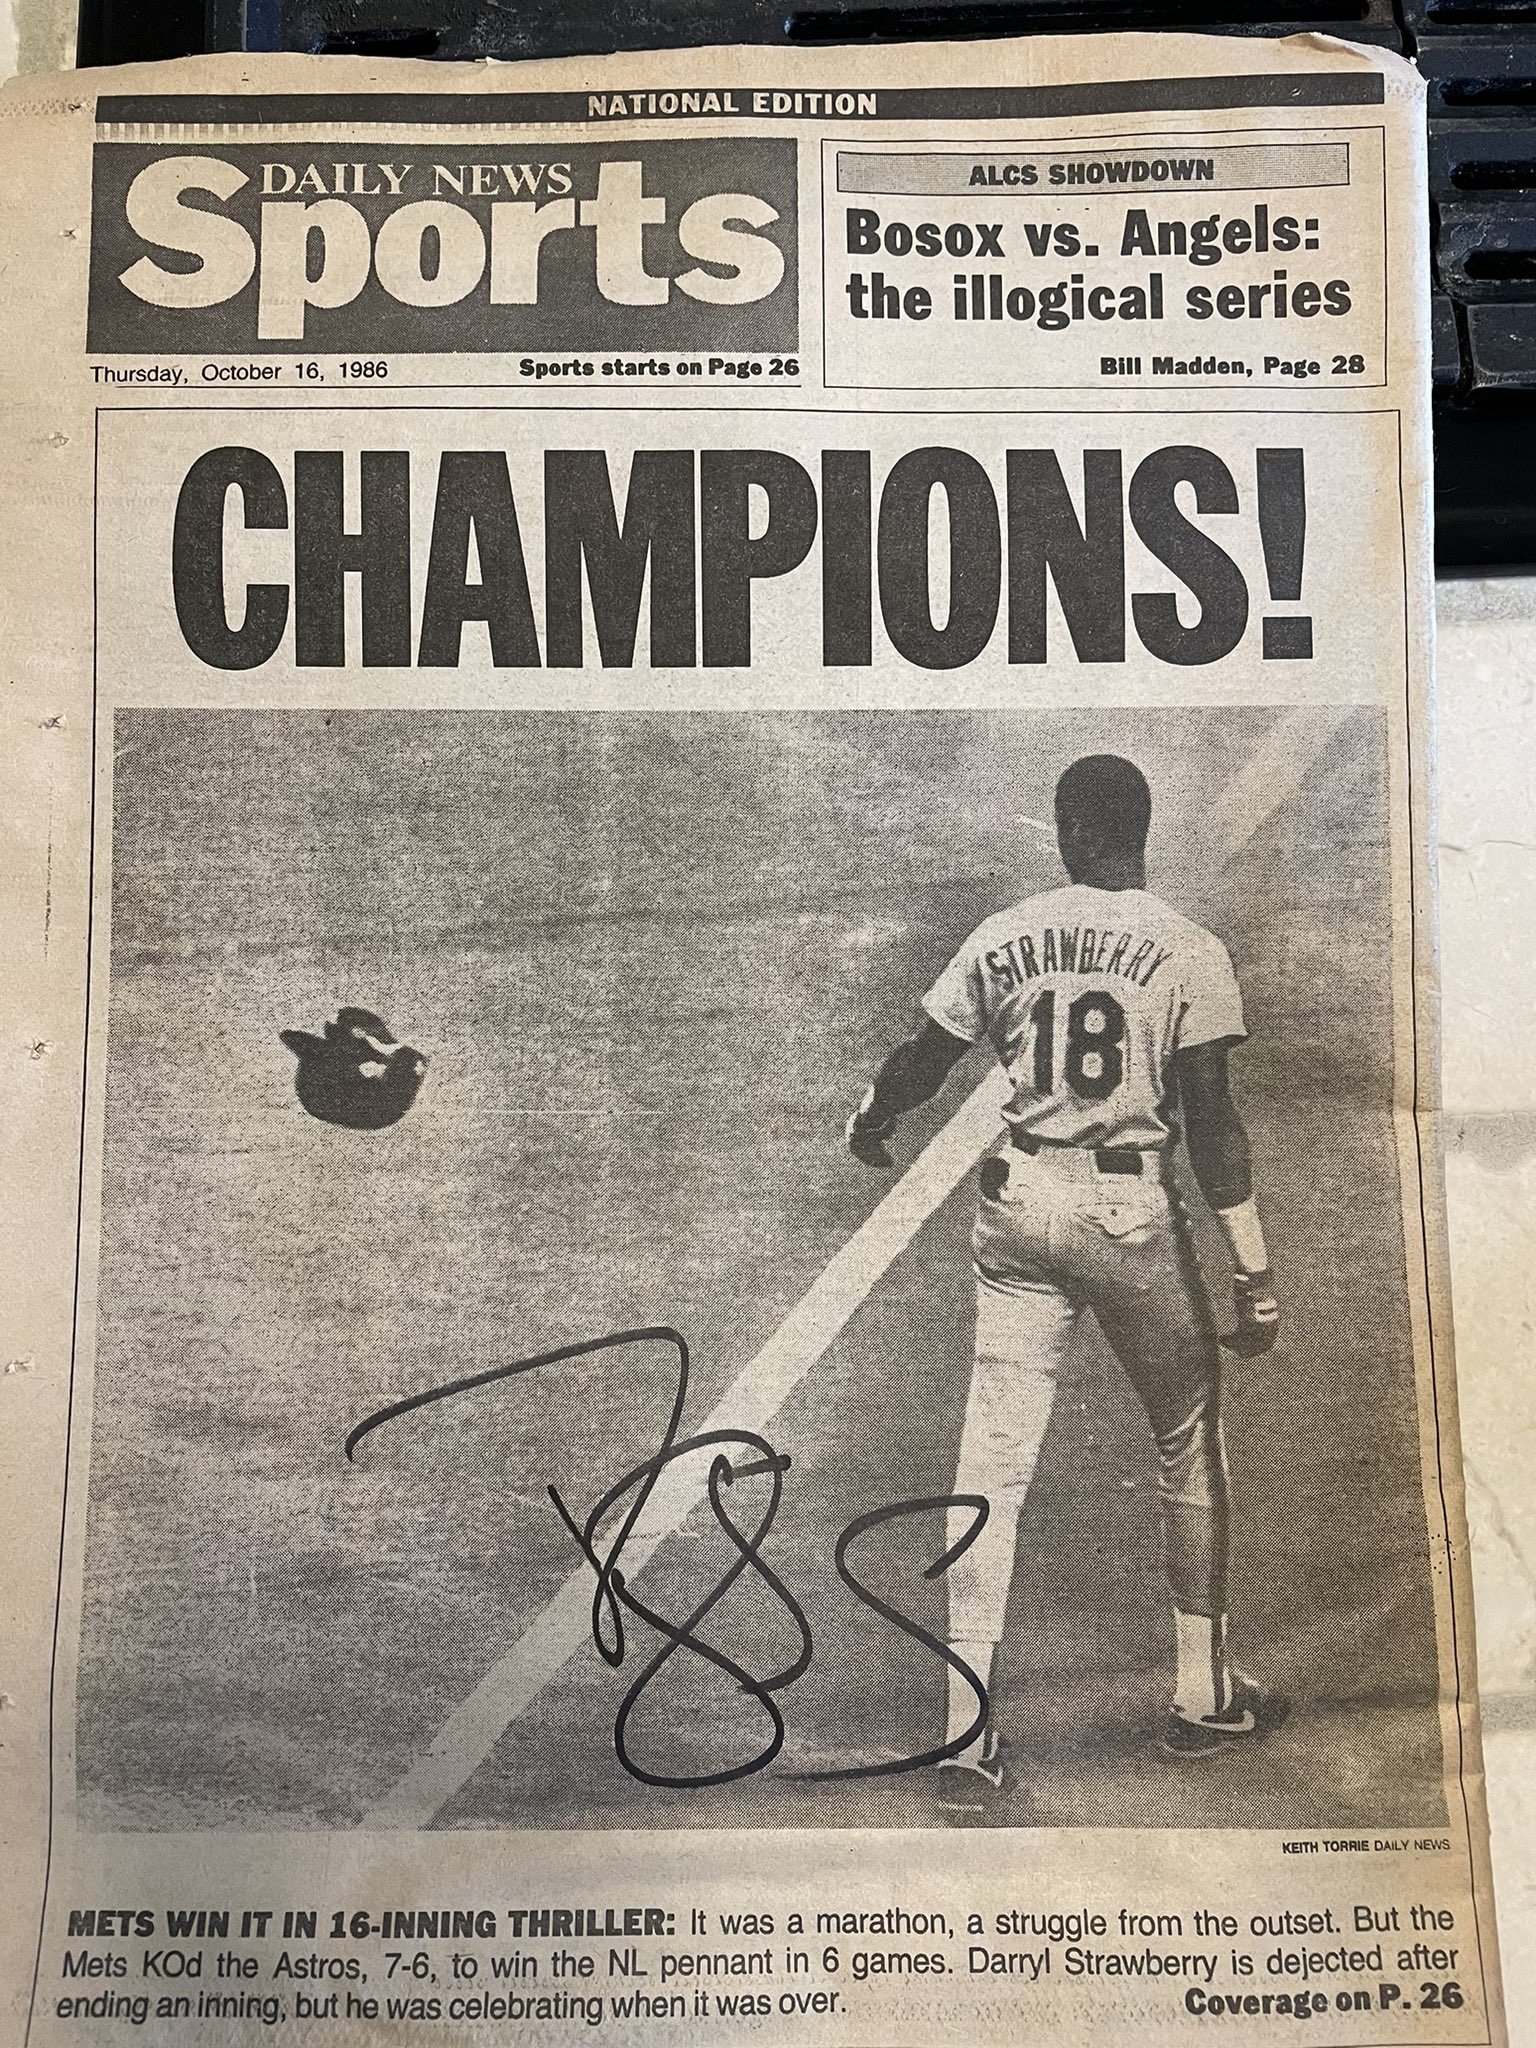 NATIONAL EDITION
DAILY NEWS
Sports
Thursday, October 16, 1986
Sports starts on Page 26
ALCS SHOWDOWN
Bosox vs. Angels:
the illogical series
Bill Madden, Page 28
CHAMPIONS!
STRAWBERRY
18
KEITH TORRIE DAILY NEWS
METS WIN IT IN 16-INNING THRILLER: It was a marathon, a struggle from the outset. But the
Mets KOd the Astros, 7-6, to win the NL pennant in 6 games. Darryl Strawberry is dejected after
ending an inning, but he was celebrating when it was over.
Coverage on P. 26